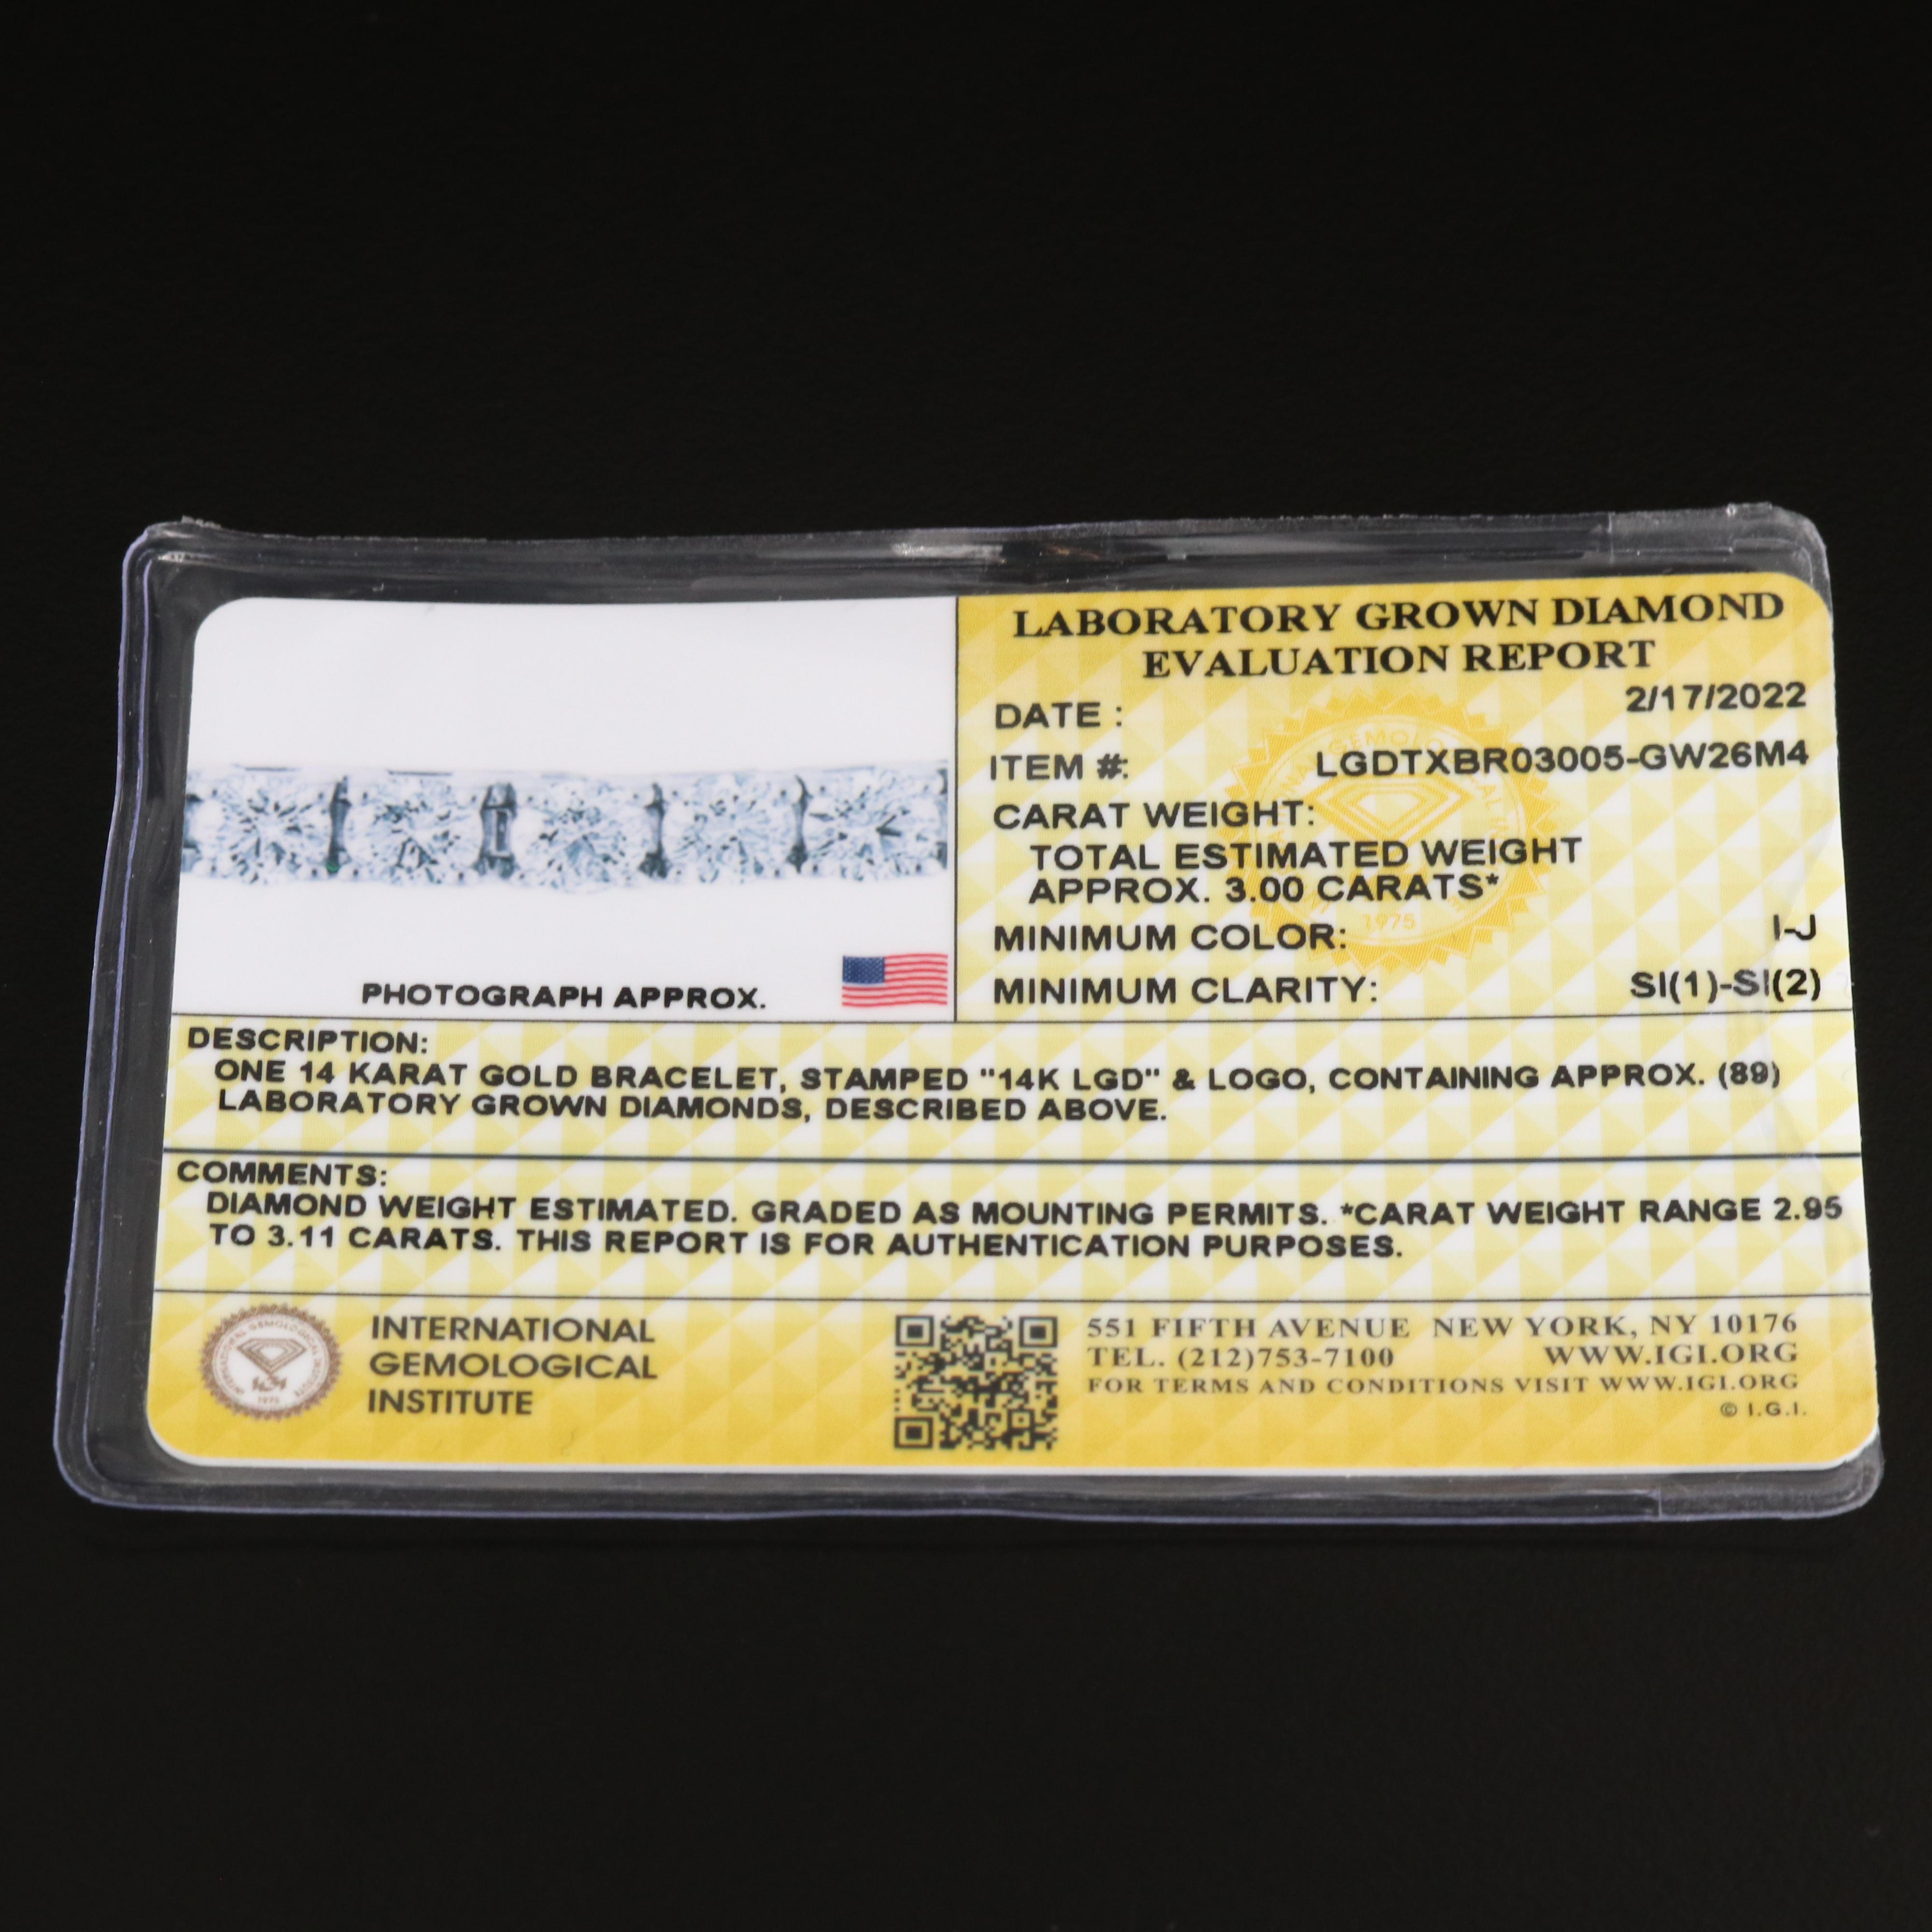 LABORATORY GROWN DIAMOND
EVALUATION REPORT
DATE : 2/17/2022
ITEM #: LGDTXBR03005-GW26M4
CARAT WEIGHT:
TOTAL ESTIMATED WEIGHT
APPROX. 3.00 CARATS*
MINIMUM COLOR: I-J
MINIMUM CLARITY: SI(1)-SI(2)
1975
PHOTOGRAPH APPROX.
DESCRIPTION:
ONE 14 KARAT GOLD BRACELET, STAMPED "14K LGD" & LOGO, CONTAINING APPROX. (89)
LABORATORY GROWN DIAMONDS, DESCRIBED ABOVE.
COMMENTS:
DIAMOND WEIGHT ESTIMATED. GRADED AS MOUNTING PERMITS. *CARAT WEIGHT RANGE 2.95
TO 3.11 CARATS. THIS REPORT IS FOR AUTHENTICATION PURPOSES.
INTERNATIONAL
GEMOLOGICAL
INSTITUTE
1975
551 FIFTH AVENUE NEW YORK, NY 10176
TEL. (212)753-7100 WWW.IGI.ORG
FOR TERMS AND CONDITIONS VISIT WWW.IGI.ORG
© I.G.I.